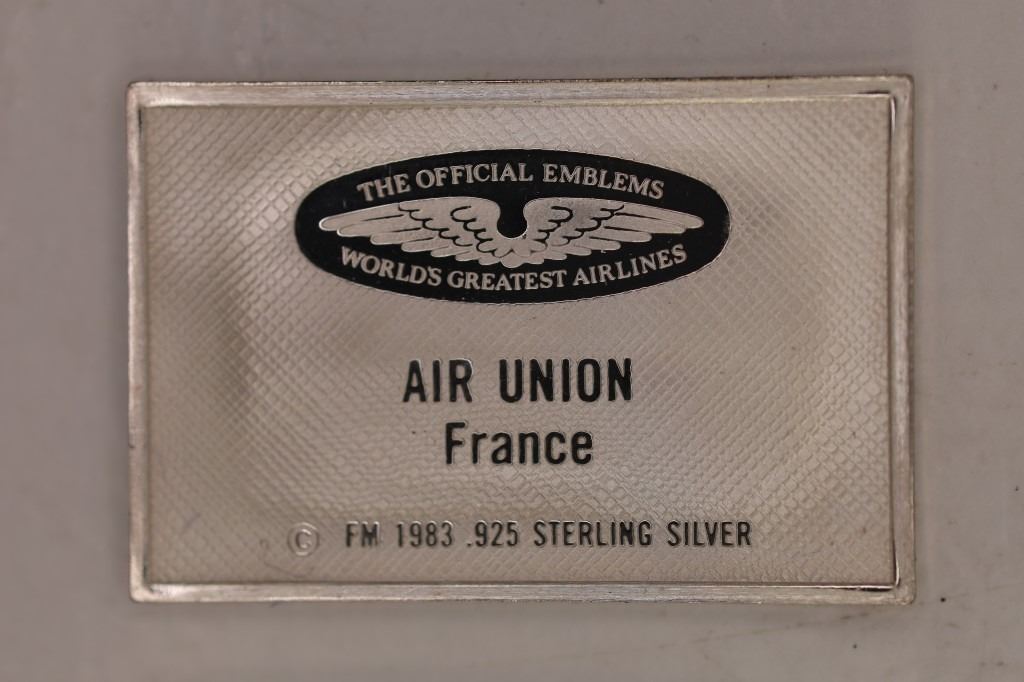 THE OFFICIAL EMBLEMS
WORLD'S GREATEST AIRLINES
AIR UNION
France
© FM 1983 .925 STERLING SILVER